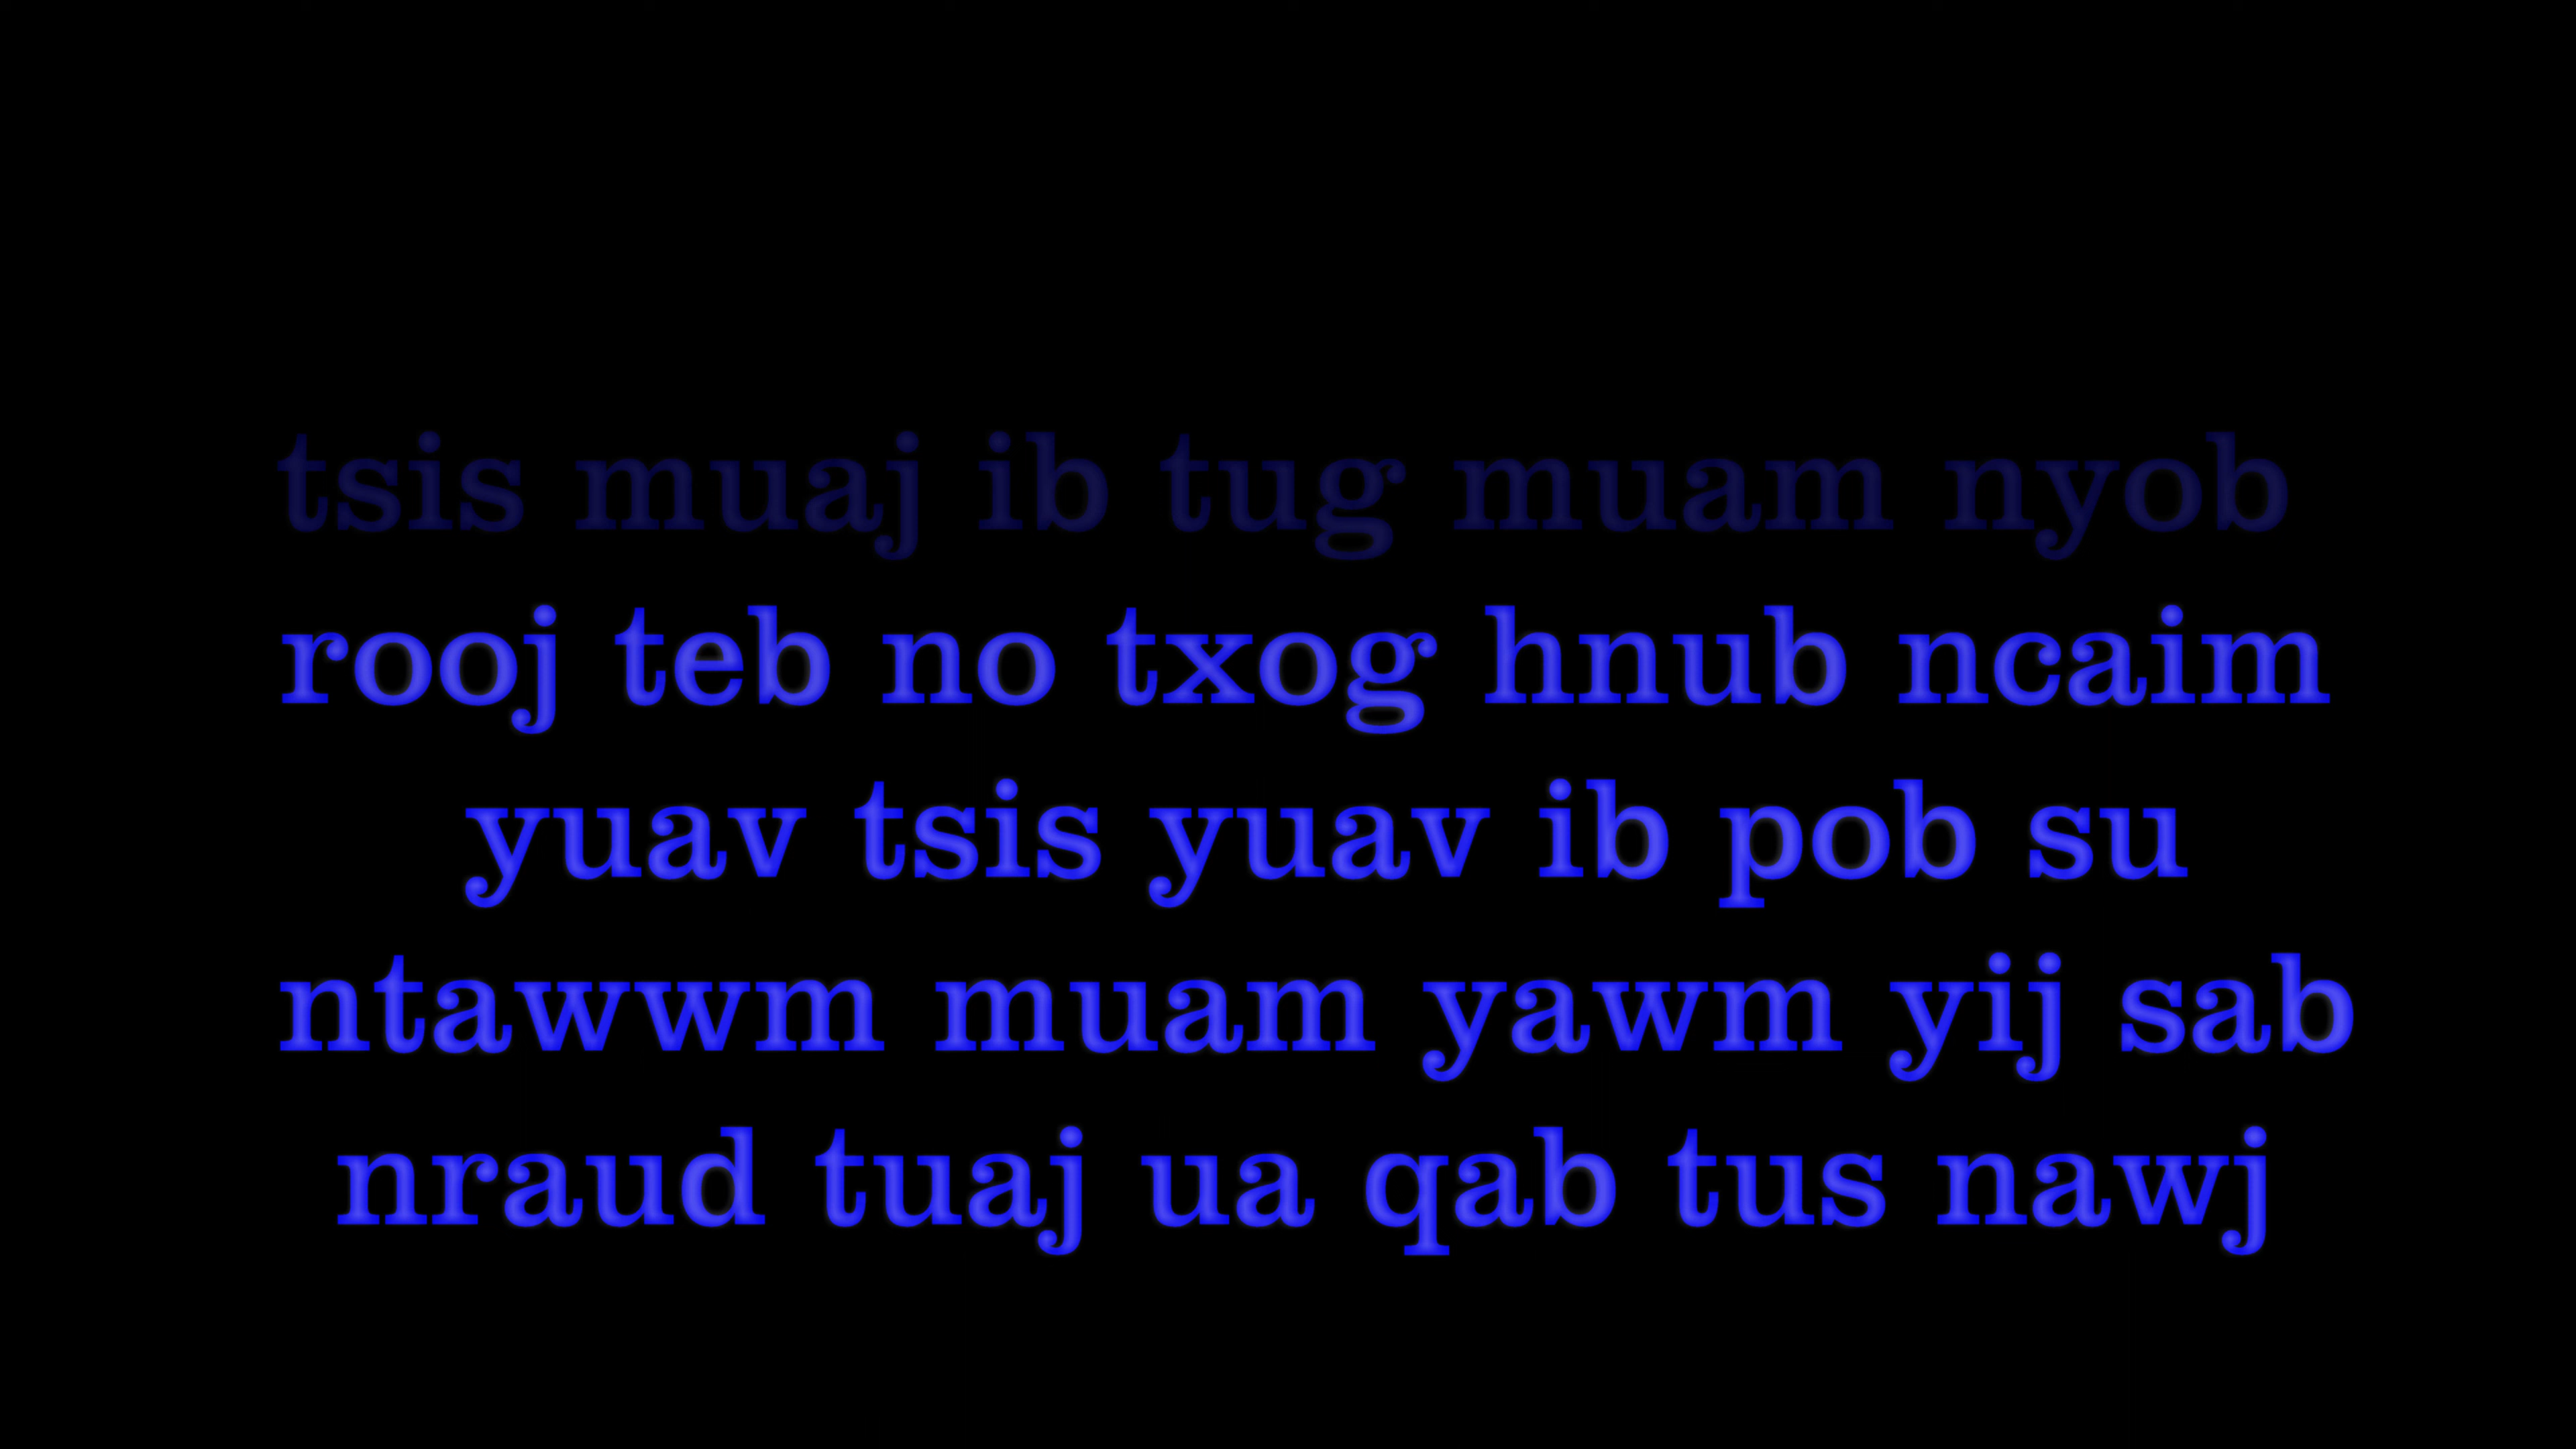 tsis muaj ib tug muam nyob
rooj teb no txog hnub ncaim
yuav tsis yuav ib pob su
ntawwm muam yawm yij sab
nraud tuaj ua qab tus nawj